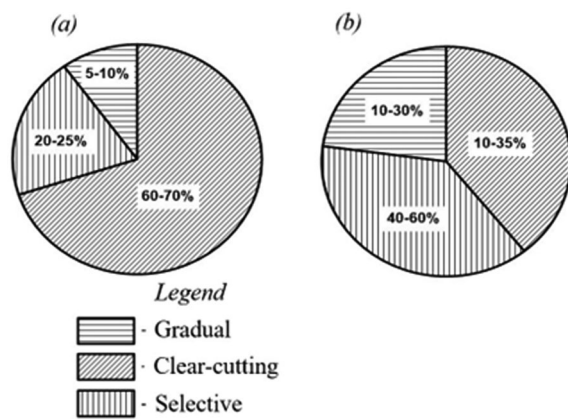 (a)
(b)
5-10%
20-25%
60-70%
10-30%
10-35%
40-60%
Legend
- Gradual
- Clear-cutting
- Selective